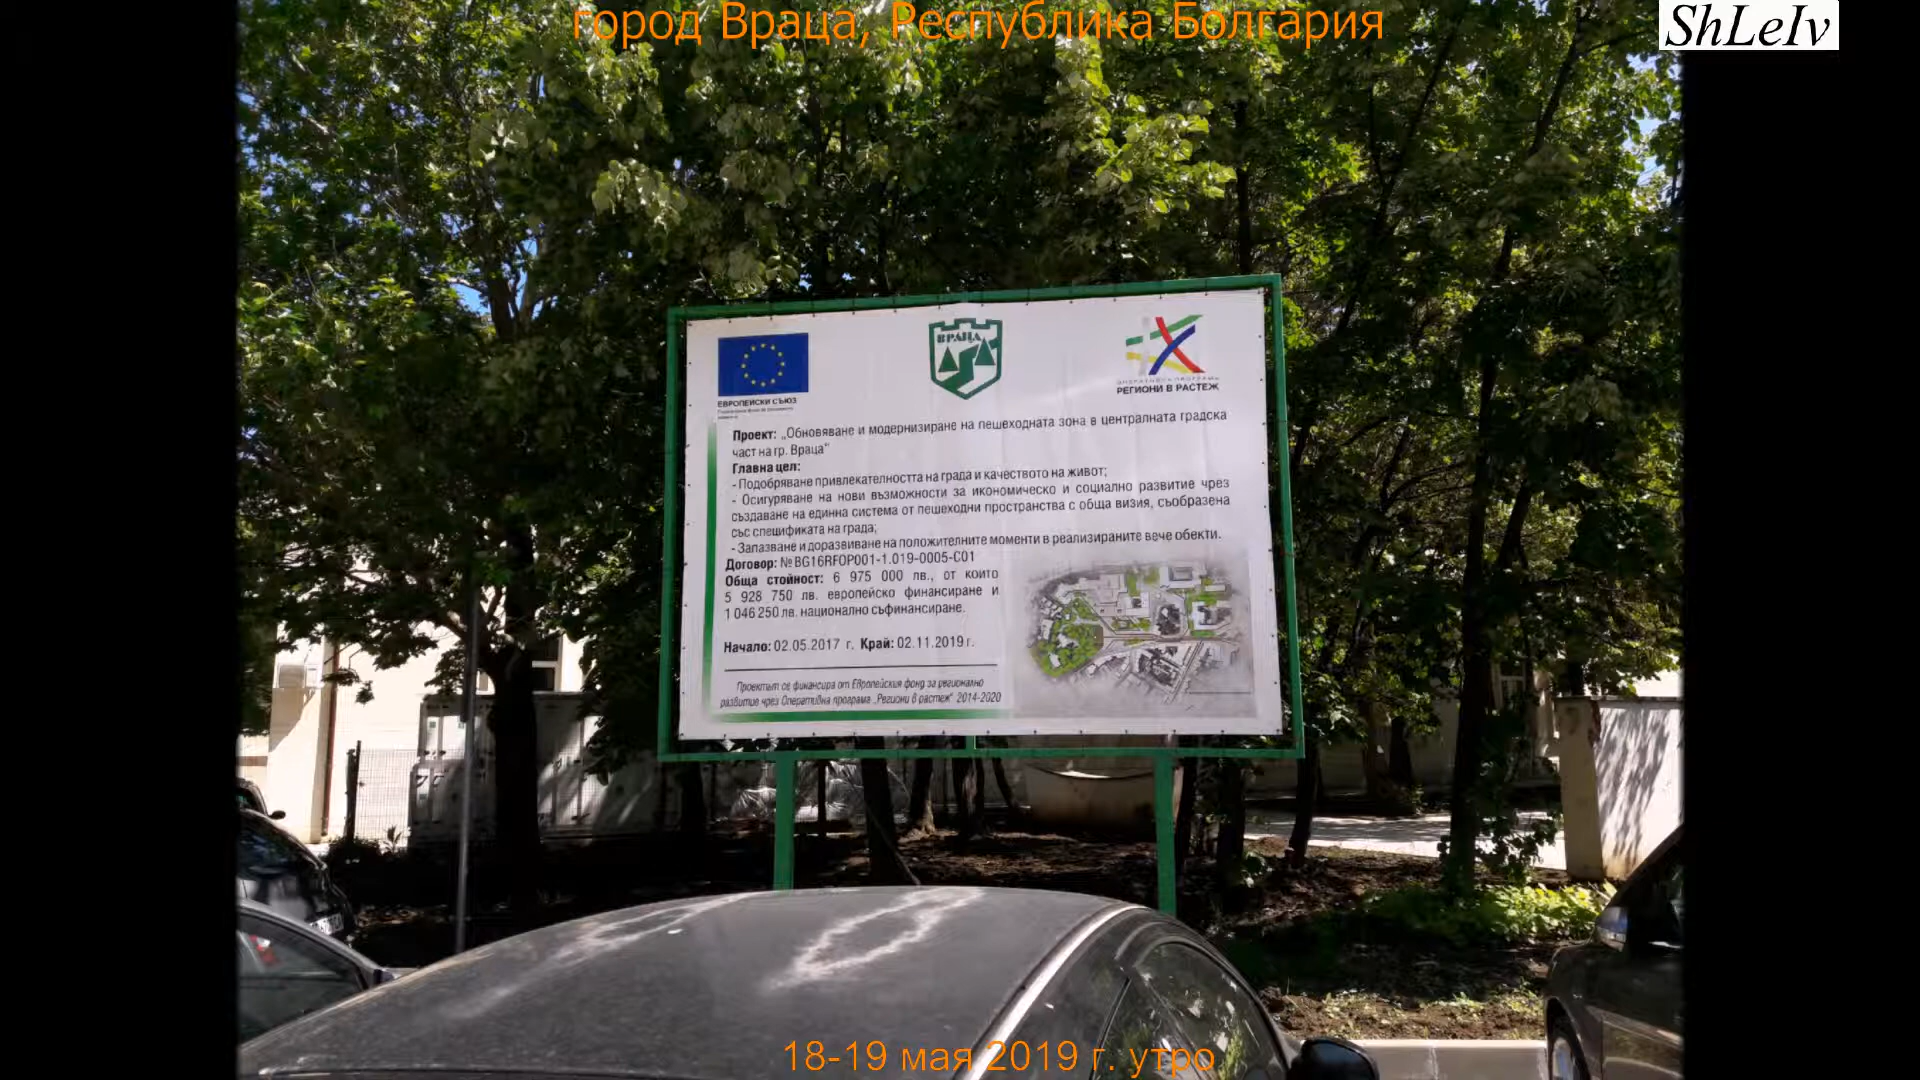 город Враца, Республика Болгария
ShLeIv
ВРАЦА
ЕВРОПЕЙСКИ СЪЮЗ
ОПЕРАТИВНА ПРОГРАМА
РЕГИОНИ В РАСТЕЖ
Проект: „Обновяване и модернизиране на пешеходната зона в централната градска
част на гр. Враца"
Главна цел:
- Подобряване привлекателността на града и качеството на живот;
- Осигуряване на нови възможности за икономическо и социално развитие чрез
създаване на единна система от пешеходни пространства с обща визия, съобразена
със спецификата на града;
- Запазване и доразвиване на положителните моменти в реализираните вече обекти.
Договор: № BG16RFOP001-1.019-0005-C01
Обща стойност: 6 975 000 лв., от които
5 928 750 лв. европейско финансиране и
1 046 250 лв. национално съфинансиране.
Начало: 02.05.2017 г. Край: 02.11.2019 г.
Проектът се финансира от Европейския фонд за регионално
развитие чрез Оперативна програма „Региони в растеж" 2014-2020
18-19 мая 2019 г. утро